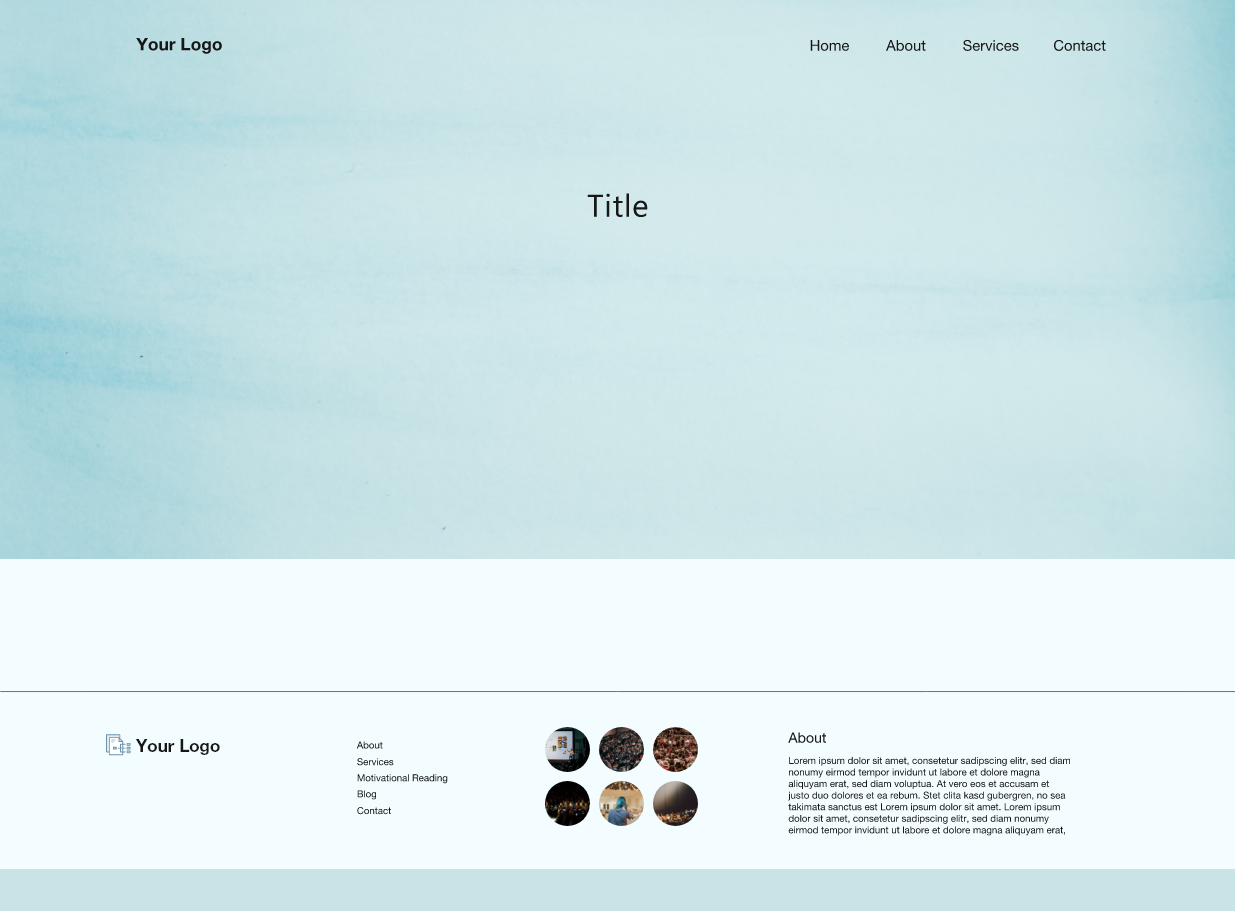 Your Logo
Home About Services Contact
Title
Your Logo
About
Services
Motivational Reading
Blog
Contact
About
Lorem ipsum dolor sit amet, consetetur sadipscing elitr, sed diam
nonumy eirmod tempor invidunt ut labore et dolore magna
aliquyam erat, sed diam voluptua. At vero eos et accusam et
justo duo dolores et ea rebum. Stet clita kasd gubergren, no sea
takimata sanctus est Lorem ipsum dolor sit amet. Lorem ipsum
dolor sit amet, consetetur sadipscing elitr, sed diam nonumy
eirmod tempor invidunt ut labore et dolore magna aliquyam erat,